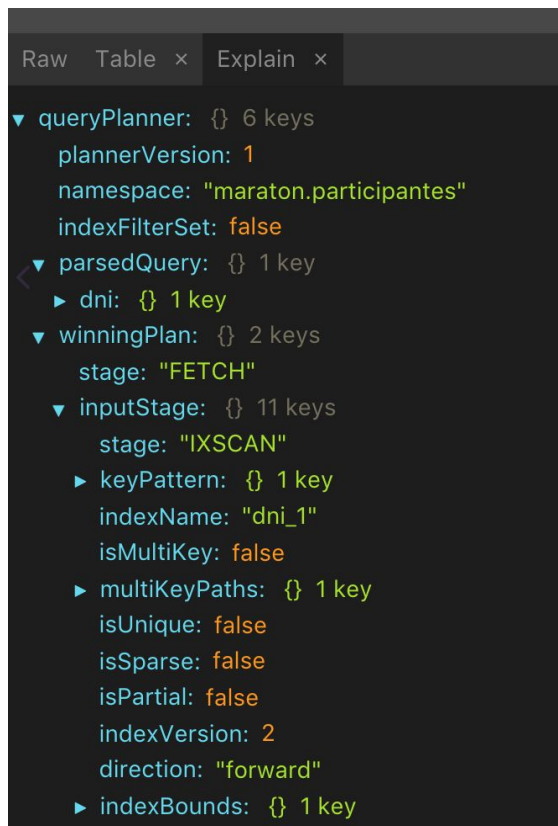 Raw Table × Explain ×
▼ queryPlanner: {} 6 keys
plannerVersion: 1
namespace: "maraton.participantes"
indexFilterSet: false
▼ parsedQuery: {} 1 key
► dni: {} 1 key
▼ winningPlan: {} 2 keys
stage: "FETCH"
▼ inputStage: {} 11 keys
stage: "IXSCAN"
► keyPattern: {} 1 key
indexName: "dni_1"
isMultiKey: false
► multiKeyPaths: {} 1 key
isUnique: false
isSparse: false
isPartial: false
indexVersion: 2
direction: "forward"
► indexBounds: {} 1 key